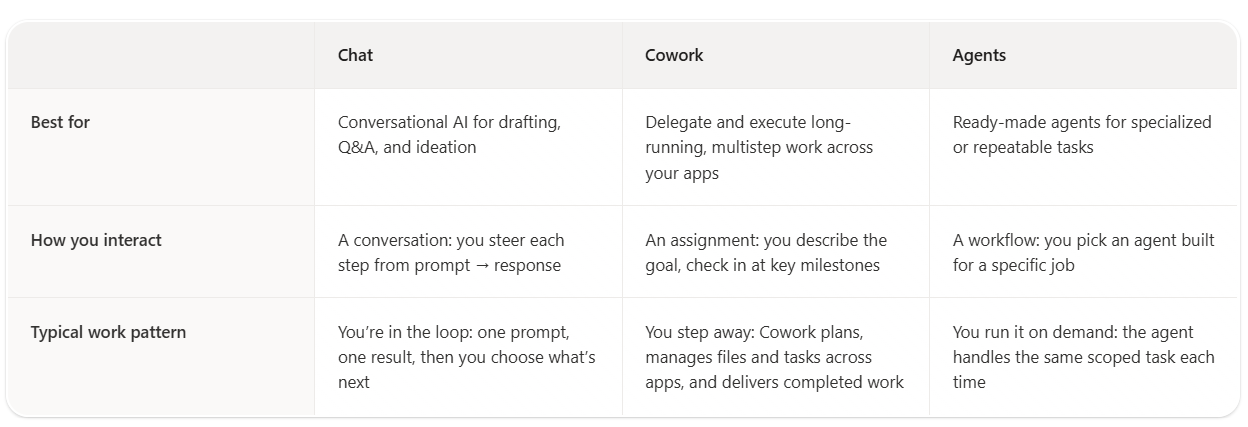 Chat
Cowork
Agents
Best for
Conversational AI for drafting,
Q&A, and ideation
Delegate and execute long-
running, multistep work across
your apps
Ready-made agents for specialized
or repeatable tasks
How you interact
A conversation: you steer each
step from prompt → response
An assignment: you describe the
goal, check in at key milestones
A workflow: you pick an agent built
for a specific job
Typical work pattern
You’re in the loop: one prompt,
one result, then you choose what’s
next
You step away: Cowork plans,
manages files and tasks across
apps, and delivers completed work
You run it on demand: the agent
handles the same scoped task each
time